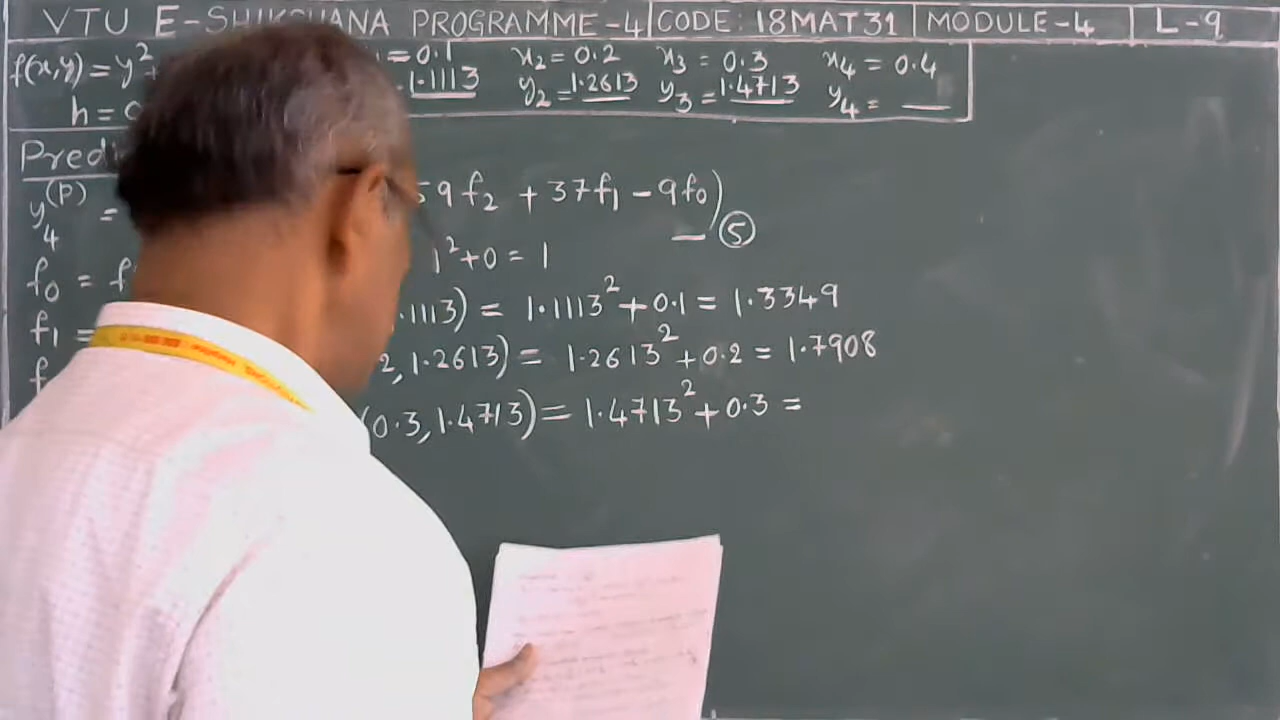 VTU E-SHIKSHANA PROGRAMME-4 CODE: 18MAT31 MODULE-4 L-9
f(x,y) = y² + = 0.1 x₂ = 0.2 x₃ = 0.3 x₄ = 0.4
h = 1.1113 y₂ = 1.2613 y₃ = 1.4713 y₄ = __
y₄^(P) = 59f₂ + 37f₁ - 9f₀)
— ⑤
f₀ = f 1² + 0 = 1
f₁ = .1113) = 1.1113² + 0.1 = 1.3349
f 2, 1.2613) = 1.2613² + 0.2 = 1.7908
(0.3, 1.4713) = 1.4713² + 0.3 =